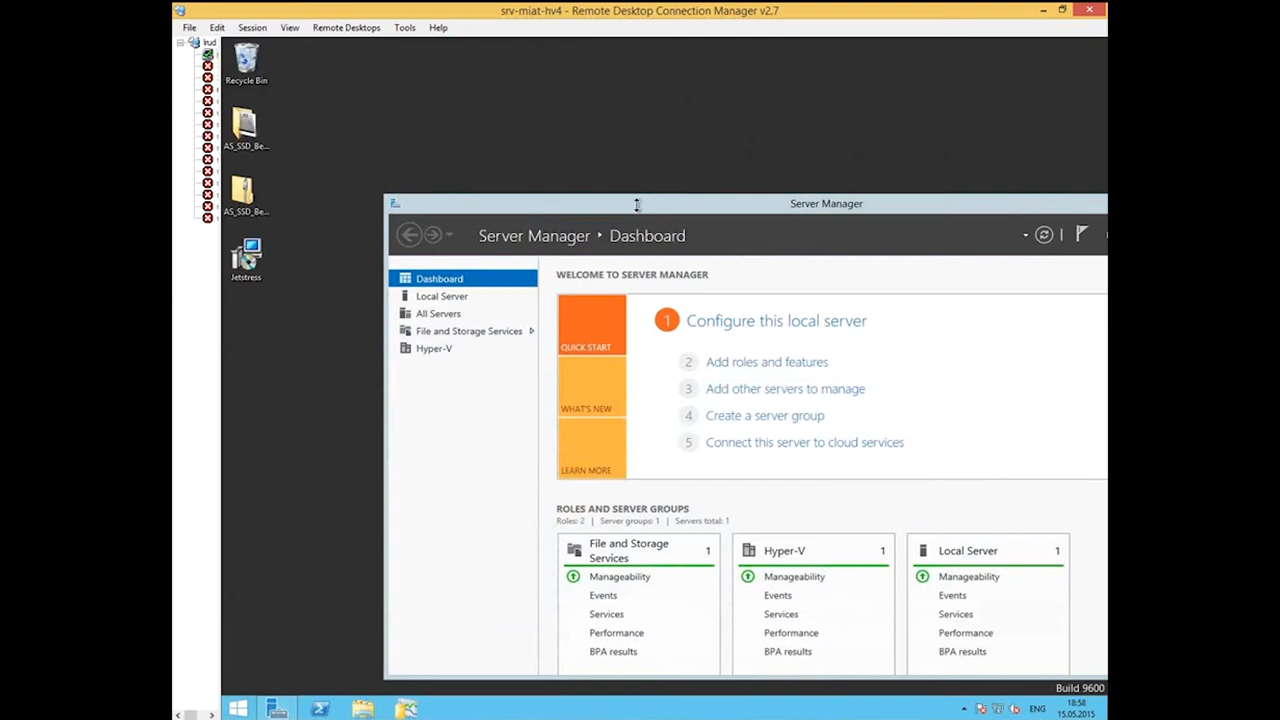 srv-miat-hv4 - Remote Desktop Connection Manager v2.7
File Edit Session View Remote Desktops Tools Help
lrud
Recycle Bin
AS_SSD_Be...
AS_SSD_Be...
Jetstress
Server Manager
Server Manager ‣ Dashboard
Dashboard
Local Server
All Servers
File and Storage Services
Hyper-V
WELCOME TO SERVER MANAGER
QUICK START
WHAT'S NEW
LEARN MORE
1 Configure this local server
2 Add roles and features
3 Add other servers to manage
4 Create a server group
5 Connect this server to cloud services
ROLES AND SERVER GROUPS
Roles: 2 | Server groups: 1 | Servers total: 1
File and Storage
Services 1
Manageability
Events
Services
Performance
BPA results
Hyper-V 1
Manageability
Events
Services
Performance
BPA results
Local Server 1
Manageability
Events
Services
Performance
BPA results
Build 9600
ENG
18:58
15.05.2015